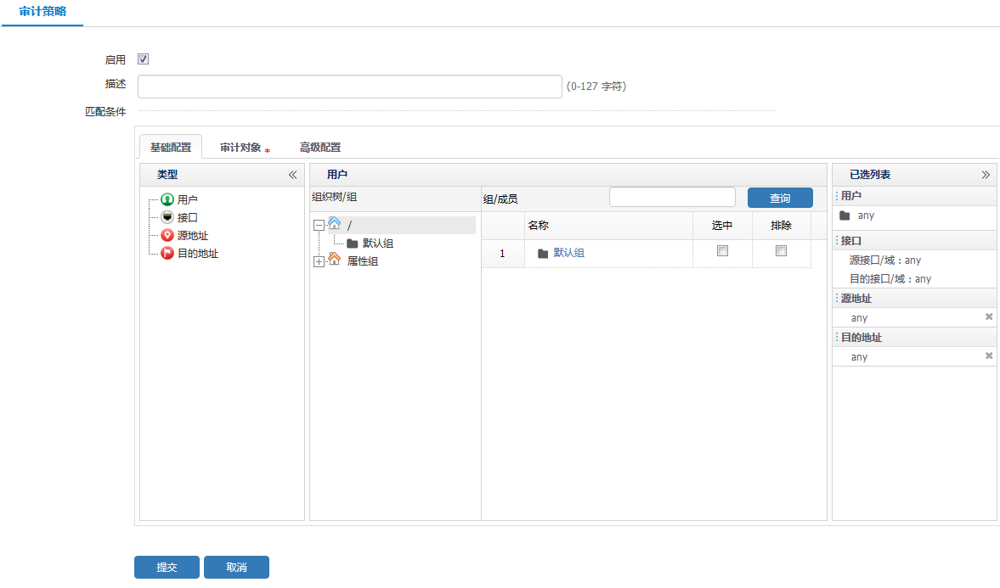 审计策略
启用
描述 (0-127 字符)
匹配条件
基础配置 审计对象 * 高级配置
类型
用户
接口
源地址
目的地址
用户
组织树/组
/
默认组
属性组
组/成员 查询
名称 选中 排除
1 默认组
已选列表
用户
any
接口
源接口/域：any
目的接口/域：any
源地址
any
目的地址
any
提交 取消